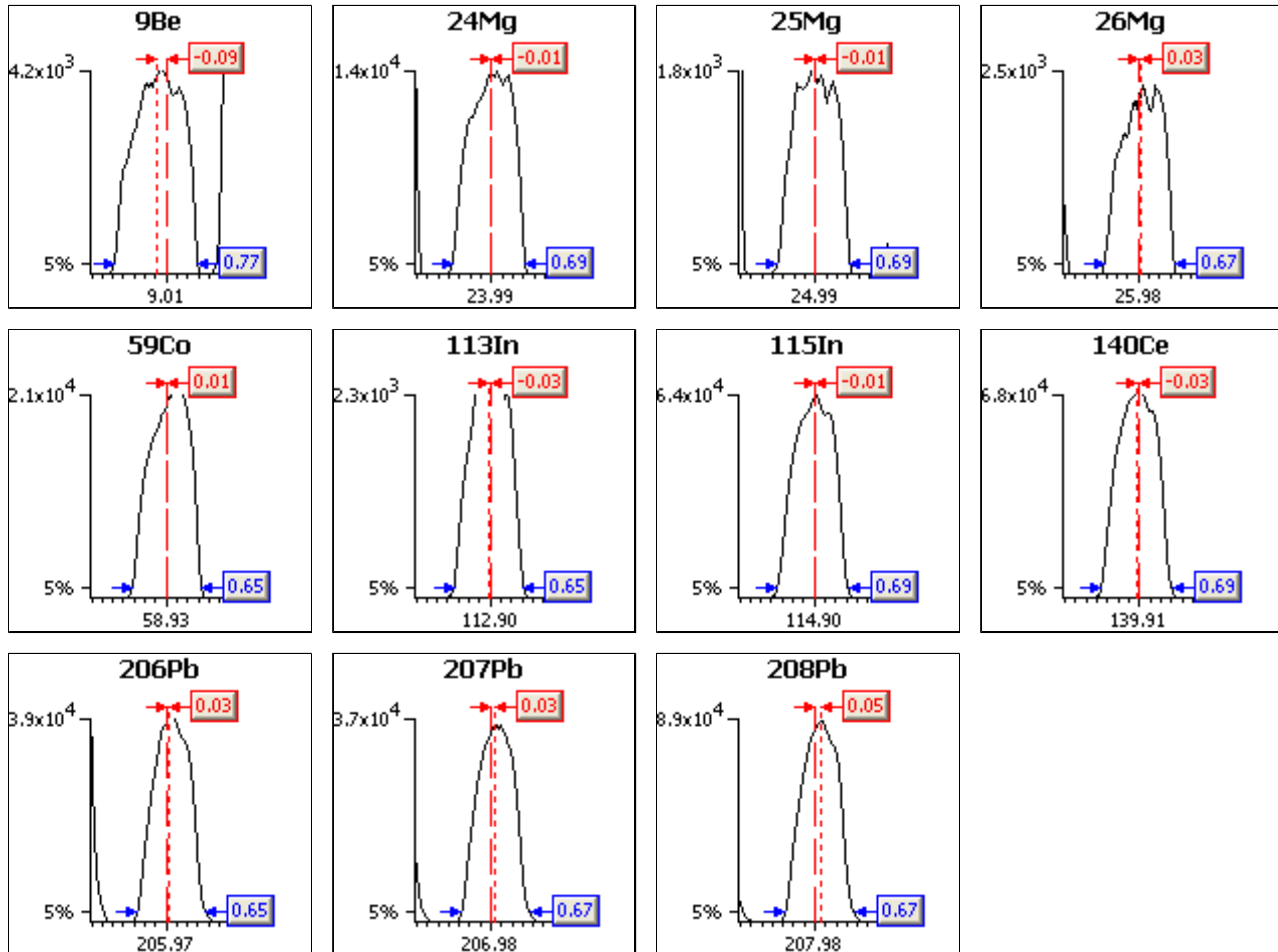 9Be
-0.09
4.2x10³
5%
0.77
9.01
24Mg
-0.01
1.4x10⁴
5%
0.69
23.99
25Mg
-0.01
1.8x10³
5%
0.69
24.99
26Mg
0.03
2.5x10³
5%
0.67
25.98
59Co
0.01
2.1x10⁴
5%
0.65
58.93
113In
-0.03
2.3x10³
5%
0.65
112.90
115In
-0.01
6.4x10⁴
5%
0.69
114.90
140Ce
-0.03
6.8x10⁴
5%
0.69
139.91
206Pb
0.03
3.9x10⁴
5%
0.65
205.97
207Pb
0.03
3.7x10⁴
5%
0.67
206.98
208Pb
0.05
8.9x10⁴
5%
0.67
207.98